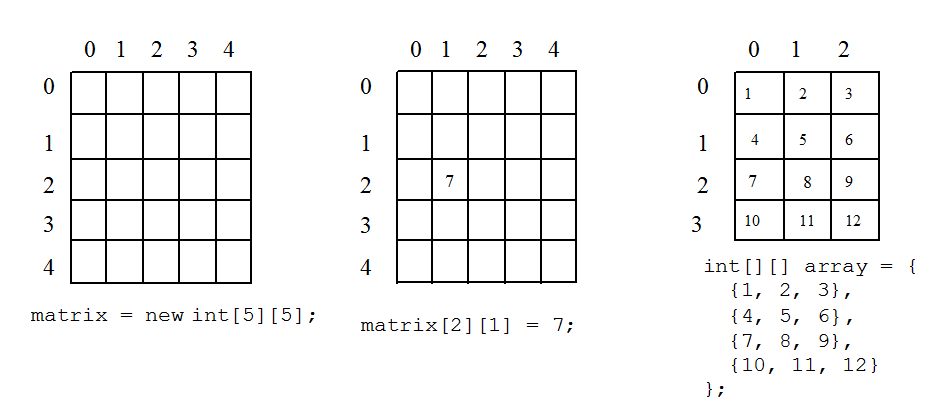 0 1 2 3 4
0
1
2
3
4
matrix = new int[5][5];
0 1 2 3 4
0
1
2 7
3
4
matrix[2][1] = 7;
0 1 2
0 1 2 3
1 4 5 6
2 7 8 9
3 10 11 12
int[][] array = {
{1, 2, 3},
{4, 5, 6},
{7, 8, 9},
{10, 11, 12}
};